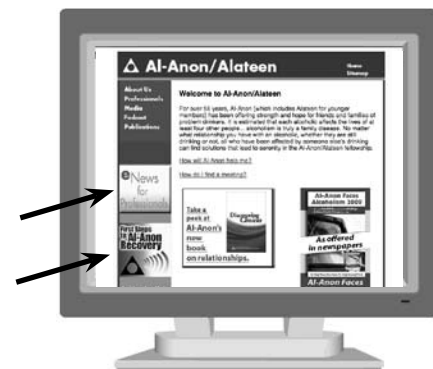 Al-Anon/Alateen
Home
Sitemap
About Us
Professionals
Media
Podcast
Publications
Welcome to Al-Anon/Alateen
For over 55 years, Al-Anon (which includes Alateen for younger
members) has been offering strength and hope for friends and families of
problem drinkers. It is estimated that each alcoholic affects the lives of at
least four other people... alcoholism is truly a family disease. No matter
what relationship you have with an alcoholic, whether they are still
drinking or not, all who have been affected by someone else's drinking
can find solutions that lead to serenity in the Al-Anon/Alateen fellowship.
How will Al-Anon help me?
How do I find a meeting?
eNews
for
Professionals
First Steps
to Al-Anon
Recovery
Take a
peek at
Al-Anon's
new
book
on relationships.
Discovering
Choices
Al-Anon Faces
Alcoholism 2009
As offered
in newspapers
Al-Anon Faces